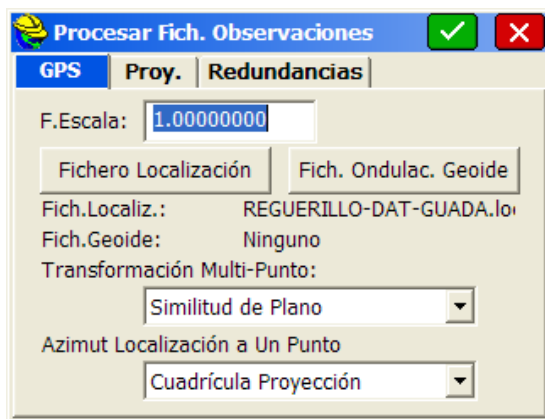 Procesar Fich. Observaciones
GPS Proy. Redundancias
F.Escala: 1.00000000
Fichero Localización Fich. Ondulac. Geoide
Fich.Localiz.: REGUERILLO-DAT-GUADA.lo
Fich.Geoide: Ninguno
Transformación Multi-Punto:
Similitud de Plano
Azimut Localización a Un Punto
Cuadrícula Proyección